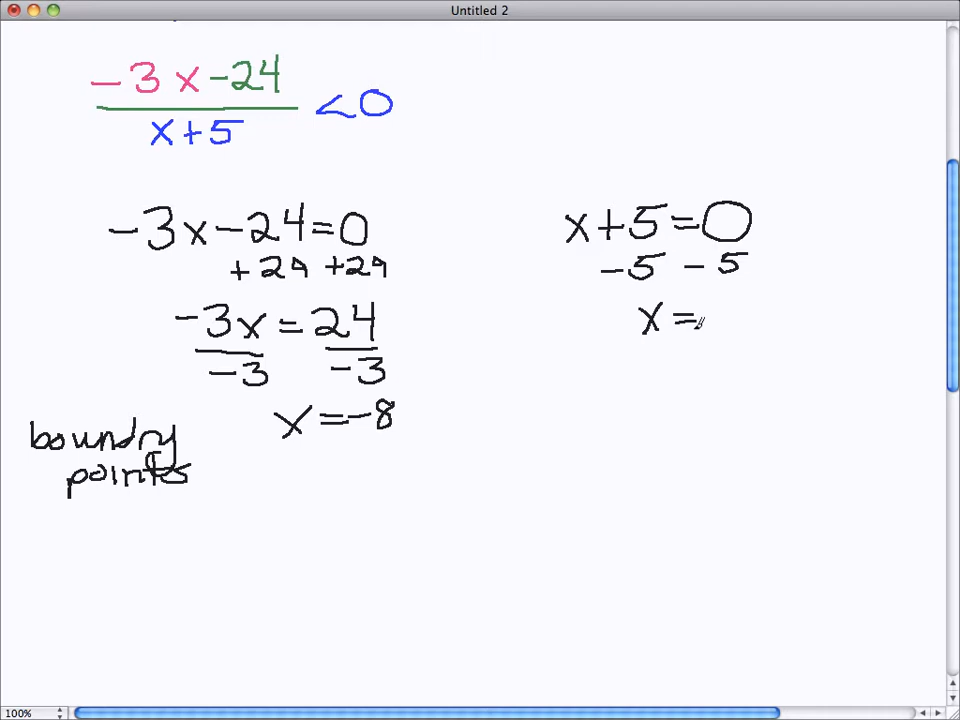 Untitled 2
-3x-24
x+5
<0
-3x-24=0
+24 +24
-3x=24
-3 -3
x=-8
boundry
points
x+5=0
-5 -5
x=
100%